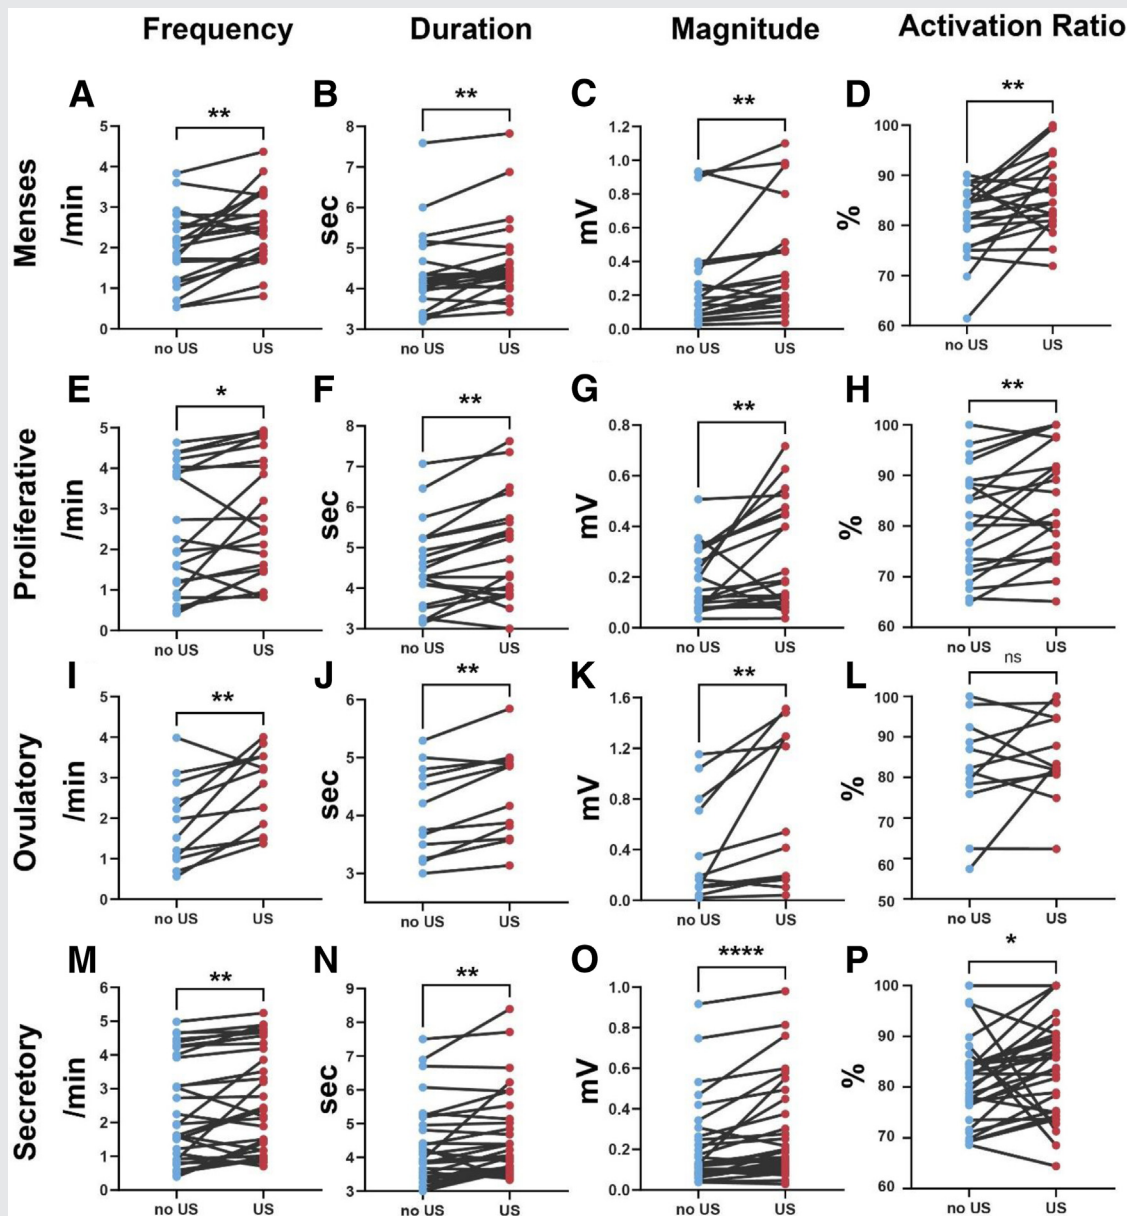 Frequency Duration Magnitude Activation Ratio
A B C D
** ** ** **
Menses
/min sec mV %
5 4 3 2 1 0
8 7 6 5 4 3
1.2 1.0 0.8 0.6 0.4 0.2 0.0
100 90 80 70 60
no US US no US US no US US no US US
E F G H
* ** ** **
Proliferative
/min sec mV %
5 4 3 2 1 0
8 7 6 5 4 3
0.8 0.6 0.4 0.2 0.0
100 90 80 70 60
no US US no US US no US US no US US
I J K L
** ** ** ns
Ovulatory
/min sec mV %
5 4 3 2 1 0
6 5 4 3
1.6 1.2 0.8 0.4 0.0
100 90 80 70 60 50
no US US no US US no US US no US US
M N O P
** ** **** *
Secretory
/min sec mV %
6 5 4 3 2 1 0
9 8 7 6 5 4 3
1.0 0.8 0.6 0.4 0.2 0.0
100 90 80 70 60
no US US no US US no US US no US US